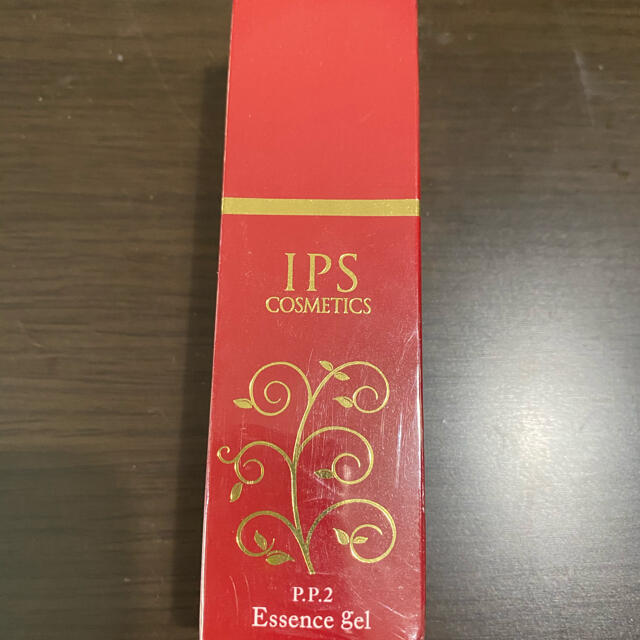 IPS
COSMETICS
P.P.2
Essence gel